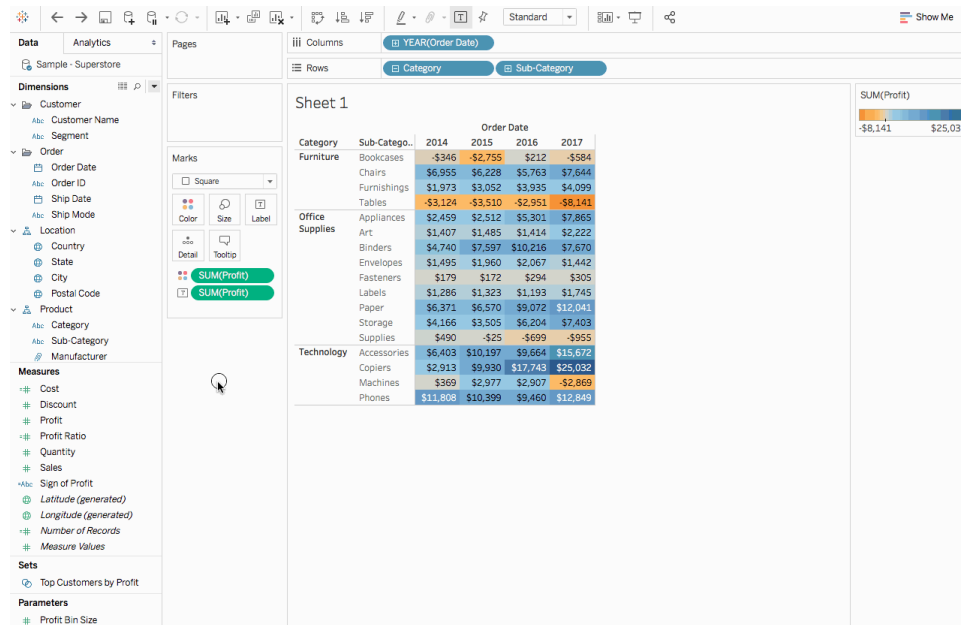 Standard
Show Me
Data Analytics
Sample - Superstore
Dimensions
Customer
Abc Customer Name
Abc Segment
Order
Order Date
Abc Order ID
Ship Date
Abc Ship Mode
Location
Country
State
City
Postal Code
Product
Abc Category
Abc Sub-Category
Manufacturer
Measures
=# Cost
# Discount
# Profit
=# Profit Ratio
# Quantity
# Sales
=Abc Sign of Profit
Latitude (generated)
Longitude (generated)
=# Number of Records
# Measure Values
Sets
Top Customers by Profit
Parameters
# Profit Bin Size
Pages
Filters
Marks
Square
Color Size Label
Detail Tooltip
SUM(Profit)
SUM(Profit)
Columns YEAR(Order Date)
Rows Category Sub-Category
Sheet 1
Order Date
Category Sub-Catego.. 2014 2015 2016 2017
Furniture Bookcases -$346 -$2,755 $212 -$584
Chairs $6,955 $6,228 $5,763 $7,644
Furnishings $1,973 $3,052 $3,935 $4,099
Tables -$3,124 -$3,510 -$2,951 -$8,141
Office Supplies Appliances $2,459 $2,512 $5,301 $7,865
Art $1,407 $1,485 $1,414 $2,222
Binders $4,740 $7,597 $10,216 $7,670
Envelopes $1,495 $1,960 $2,067 $1,442
Fasteners $179 $172 $294 $305
Labels $1,286 $1,323 $1,193 $1,745
Paper $6,371 $6,570 $9,072 $12,041
Storage $4,166 $3,505 $6,204 $7,403
Supplies $490 -$25 -$699 -$955
Technology Accessories $6,403 $10,197 $9,664 $15,672
Copiers $2,913 $9,930 $17,743 $25,032
Machines $369 $2,977 $2,907 -$2,869
Phones $11,808 $10,399 $9,460 $12,849
SUM(Profit)
-$8,141 $25,03